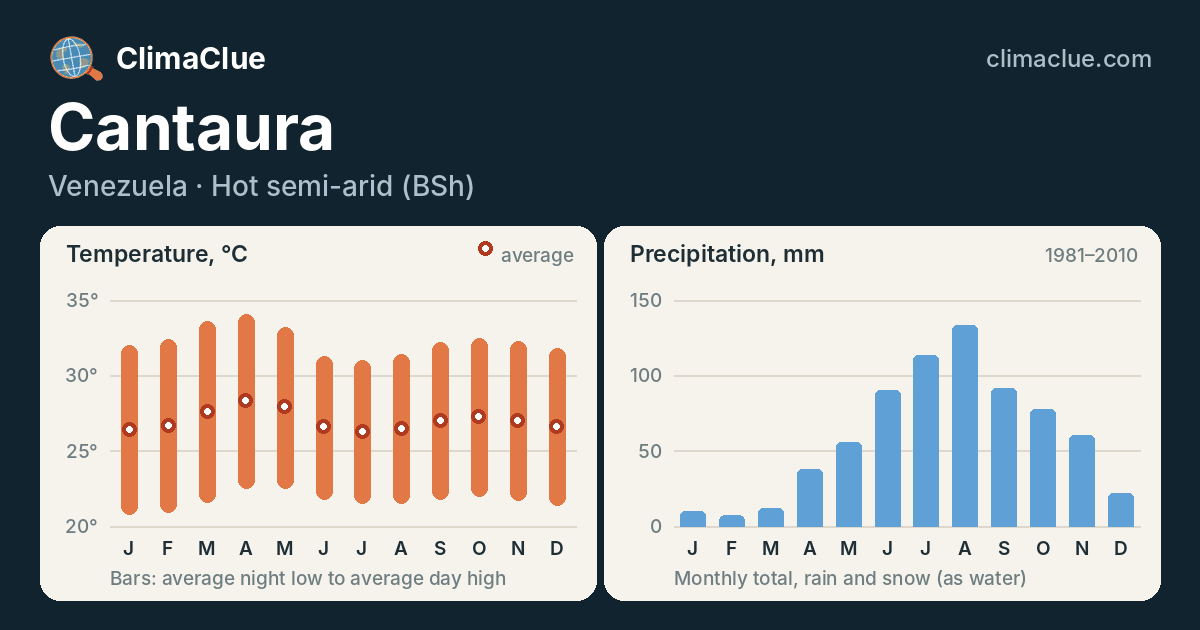 ClimaClue
climaclue.com
Cantaura
Venezuela · Hot semi-arid (BSh)
Temperature, °C
average
35°
30°
25°
20°
J F M A M J J A S O N D
Bars: average night low to average day high
Precipitation, mm
1981–2010
150
100
50
0
J F M A M J J A S O N D
Monthly total, rain and snow (as water)